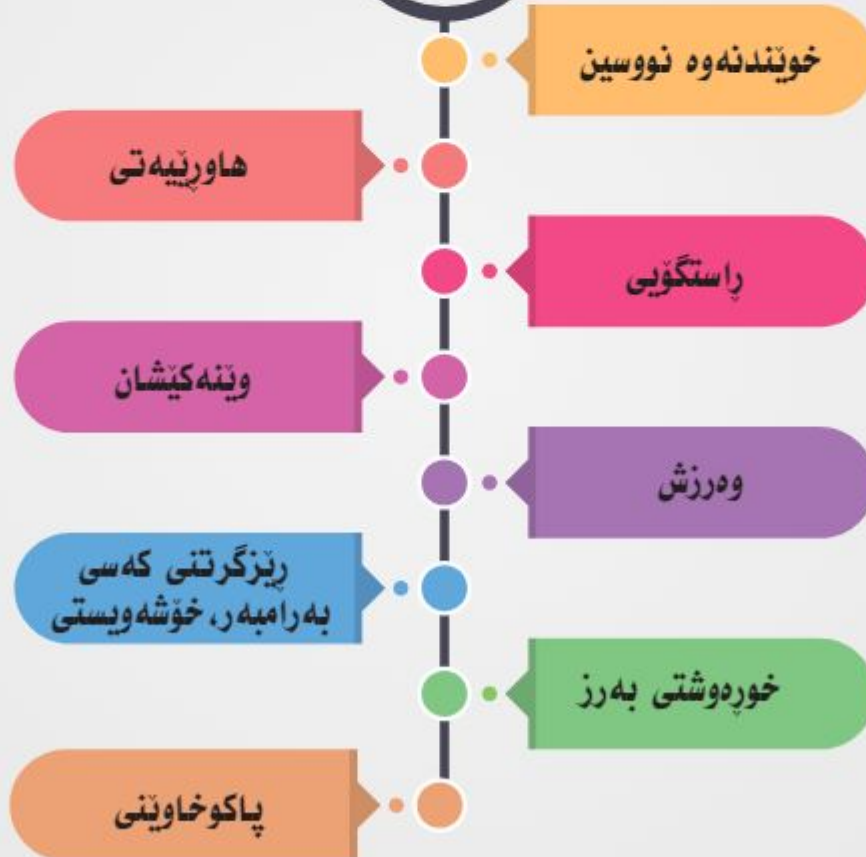 خوێندنەوە نووسین
هاوڕێیەتی
ڕاستگۆیی
وێنەکێشان
وەرزش
ڕێزگرتنی کەسی
بەرامبەر، خۆشەویستی
خوڕەوشتی بەرز
پاکوخاوێنی